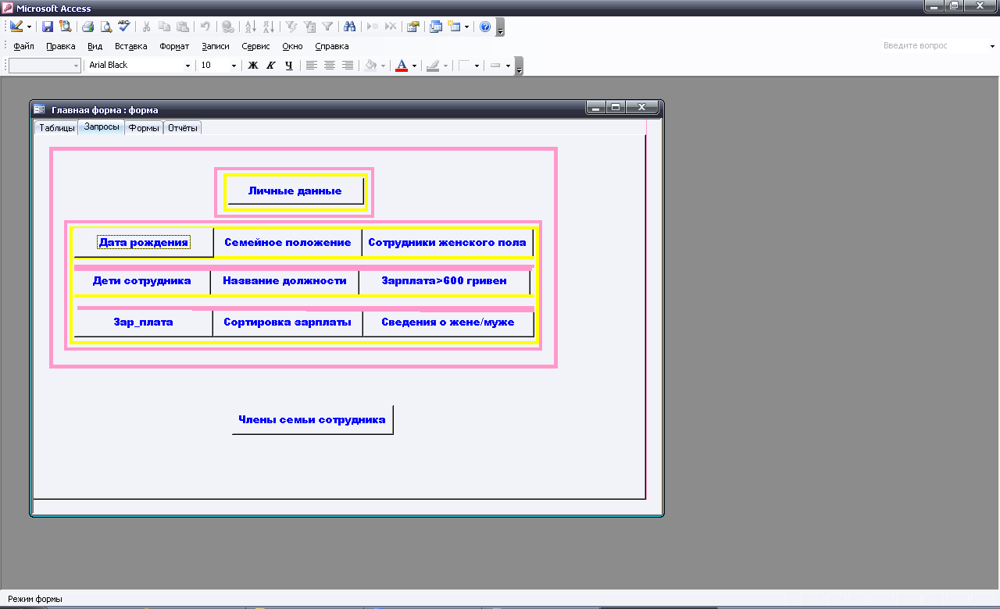 Microsoft Access
Файл Правка Вид Вставка Формат Записи Сервис Окно Справка Введите вопрос
Arial Black 10 Ж К Ч A
Главная форма : форма
Таблицы Запросы Формы Отчёты
Личные данные
Дата рождения Семейное положение Сотрудники женского пола
Дети сотрудника Название должности Зарплата>600 гривен
Зар_плата Сортировка зарплаты Сведения о жене/муже
Члены семьи сотрудника
Режим формы